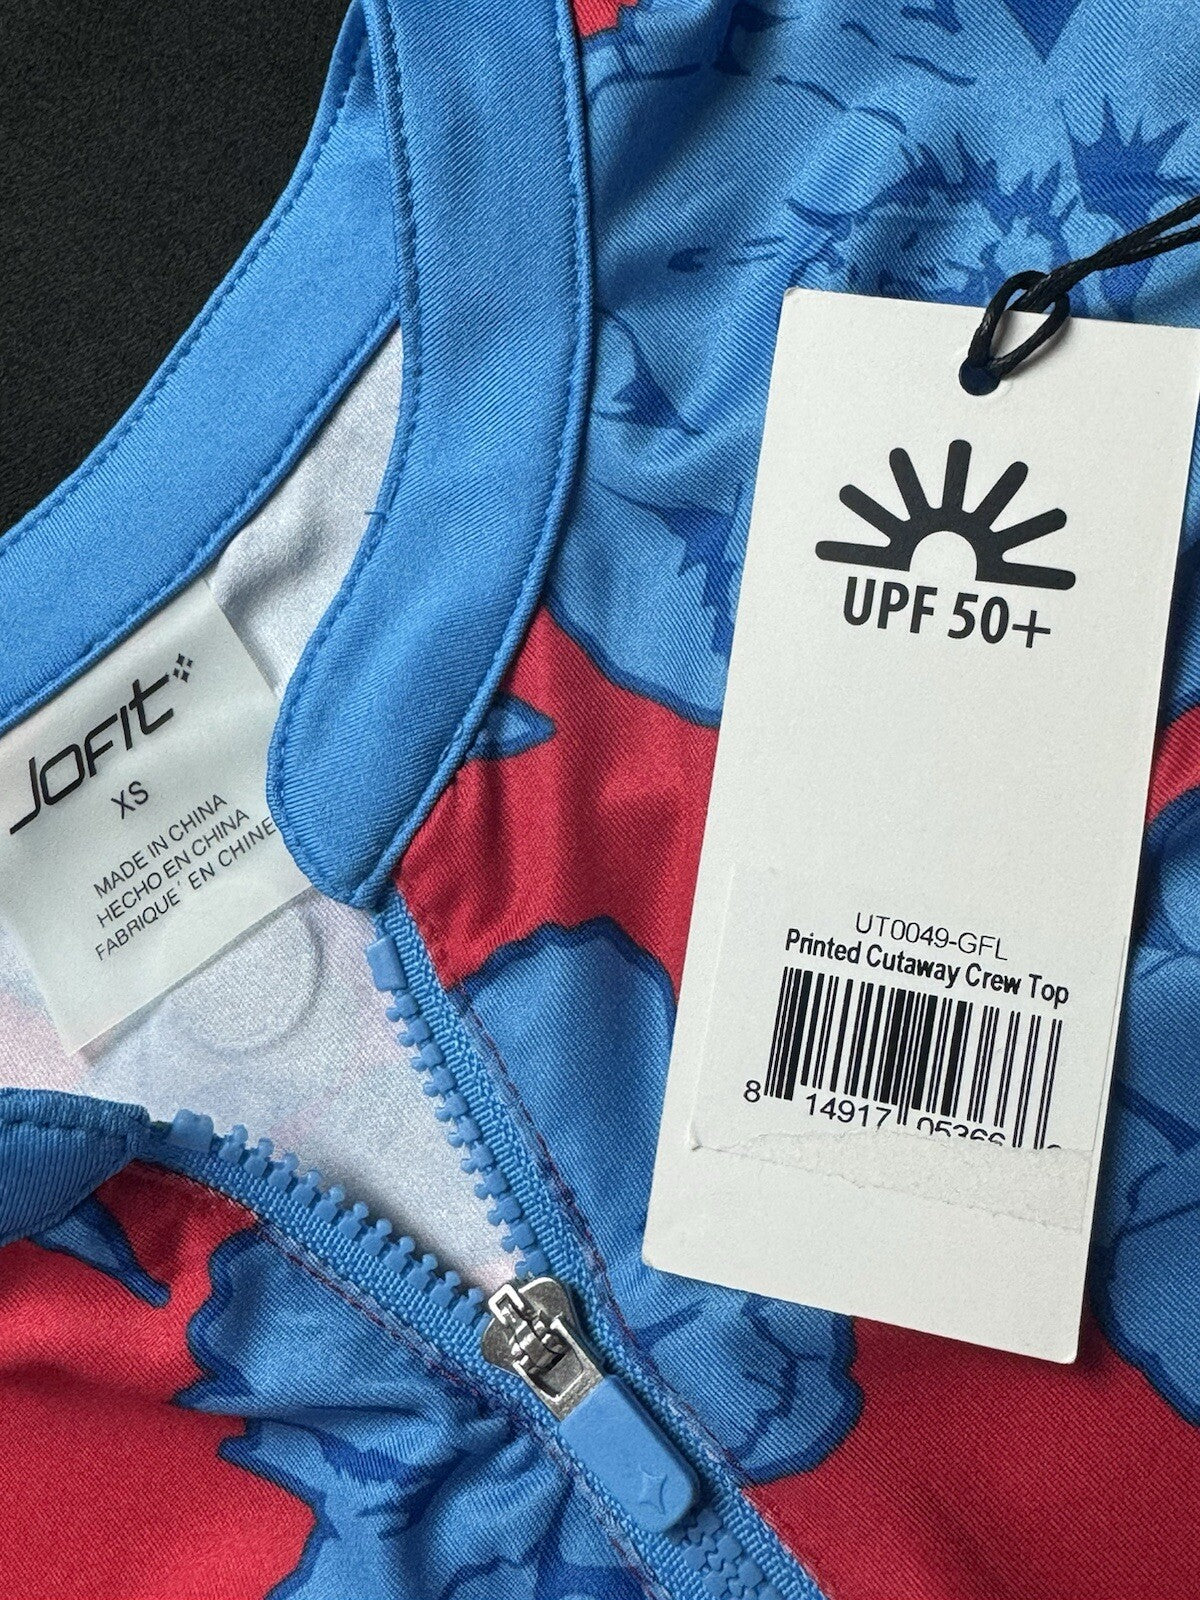 JOFIT
XS
MADE IN CHINA
HECHO EN CHINA
FABRIQUE' EN CHINE
UPF 50+
UT0049-GFL
Printed Cutaway Crew Top
8 14917 05366